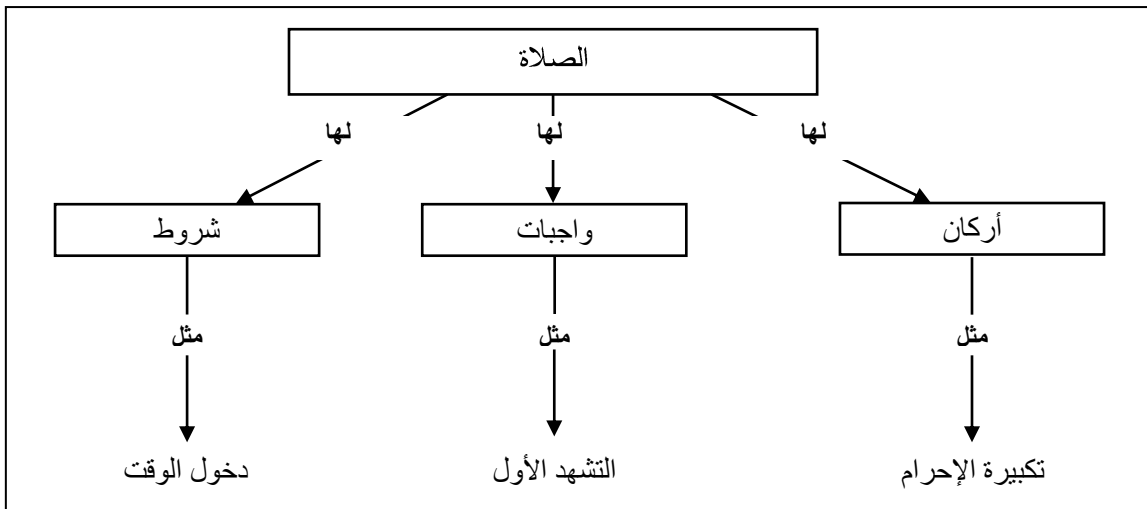 الصلاة
لها لها لها
أركان واجبات شروط
مثل مثل مثل
تكبيرة الإحرام التشهد الأول دخول الوقت